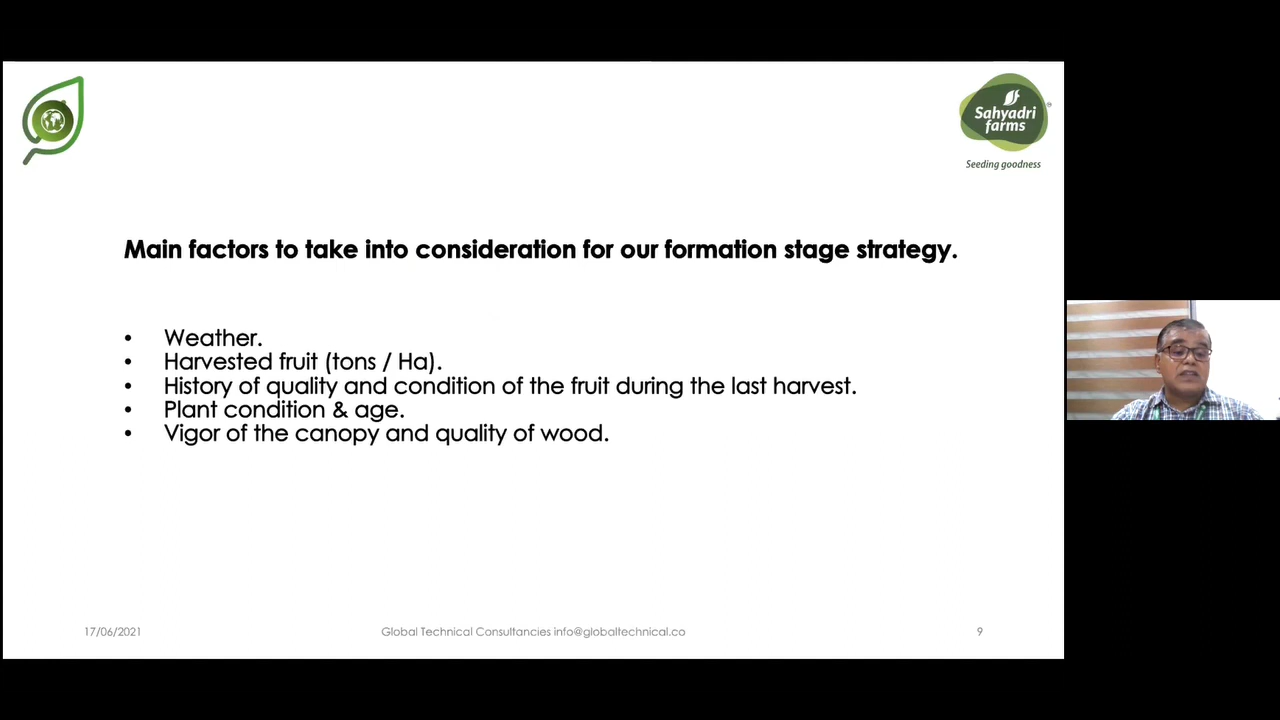 Sahyadri
farms
Seeding goodness
Main factors to take into consideration for our formation stage strategy.
• Weather.
• Harvested fruit (tons / Ha).
• History of quality and condition of the fruit during the last harvest.
• Plant condition & age.
• Vigor of the canopy and quality of wood.
17/06/2021 Global Technical Consultancies info@globaltechnical.co 9